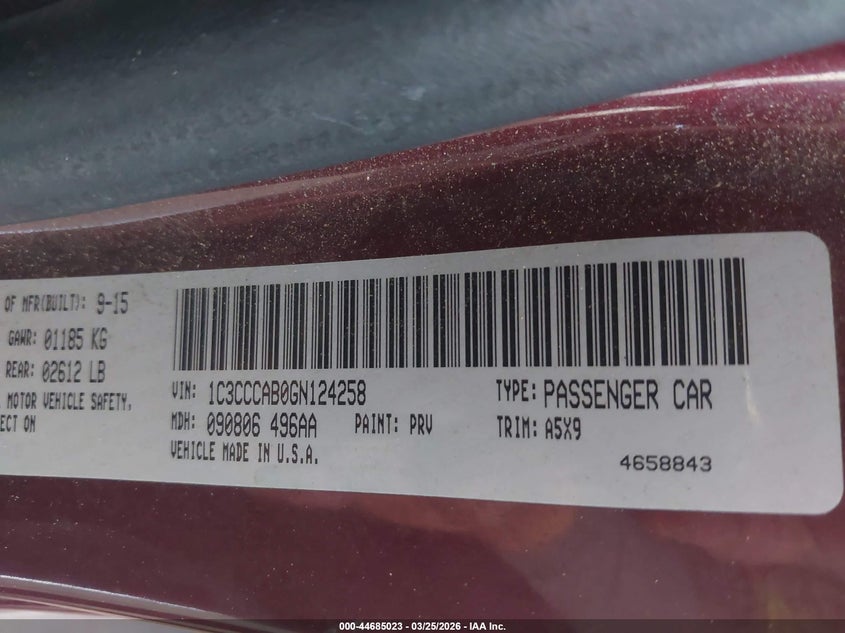 OF MFR(BUILT): 9-15
GAWR: 01185 KG
REAR: 02612 LB
MOTOR VEHICLE SAFETY,
ECT ON
VIN: 1C3CCCAB0GN124258
TYPE: PASSENGER CAR
MDH: 090806 496AA
PAINT: PRV
TRIM: A5X9
VEHICLE MADE IN U.S.A.
4658843
000-44685023 — 03/25/2026 — IAA Inc.